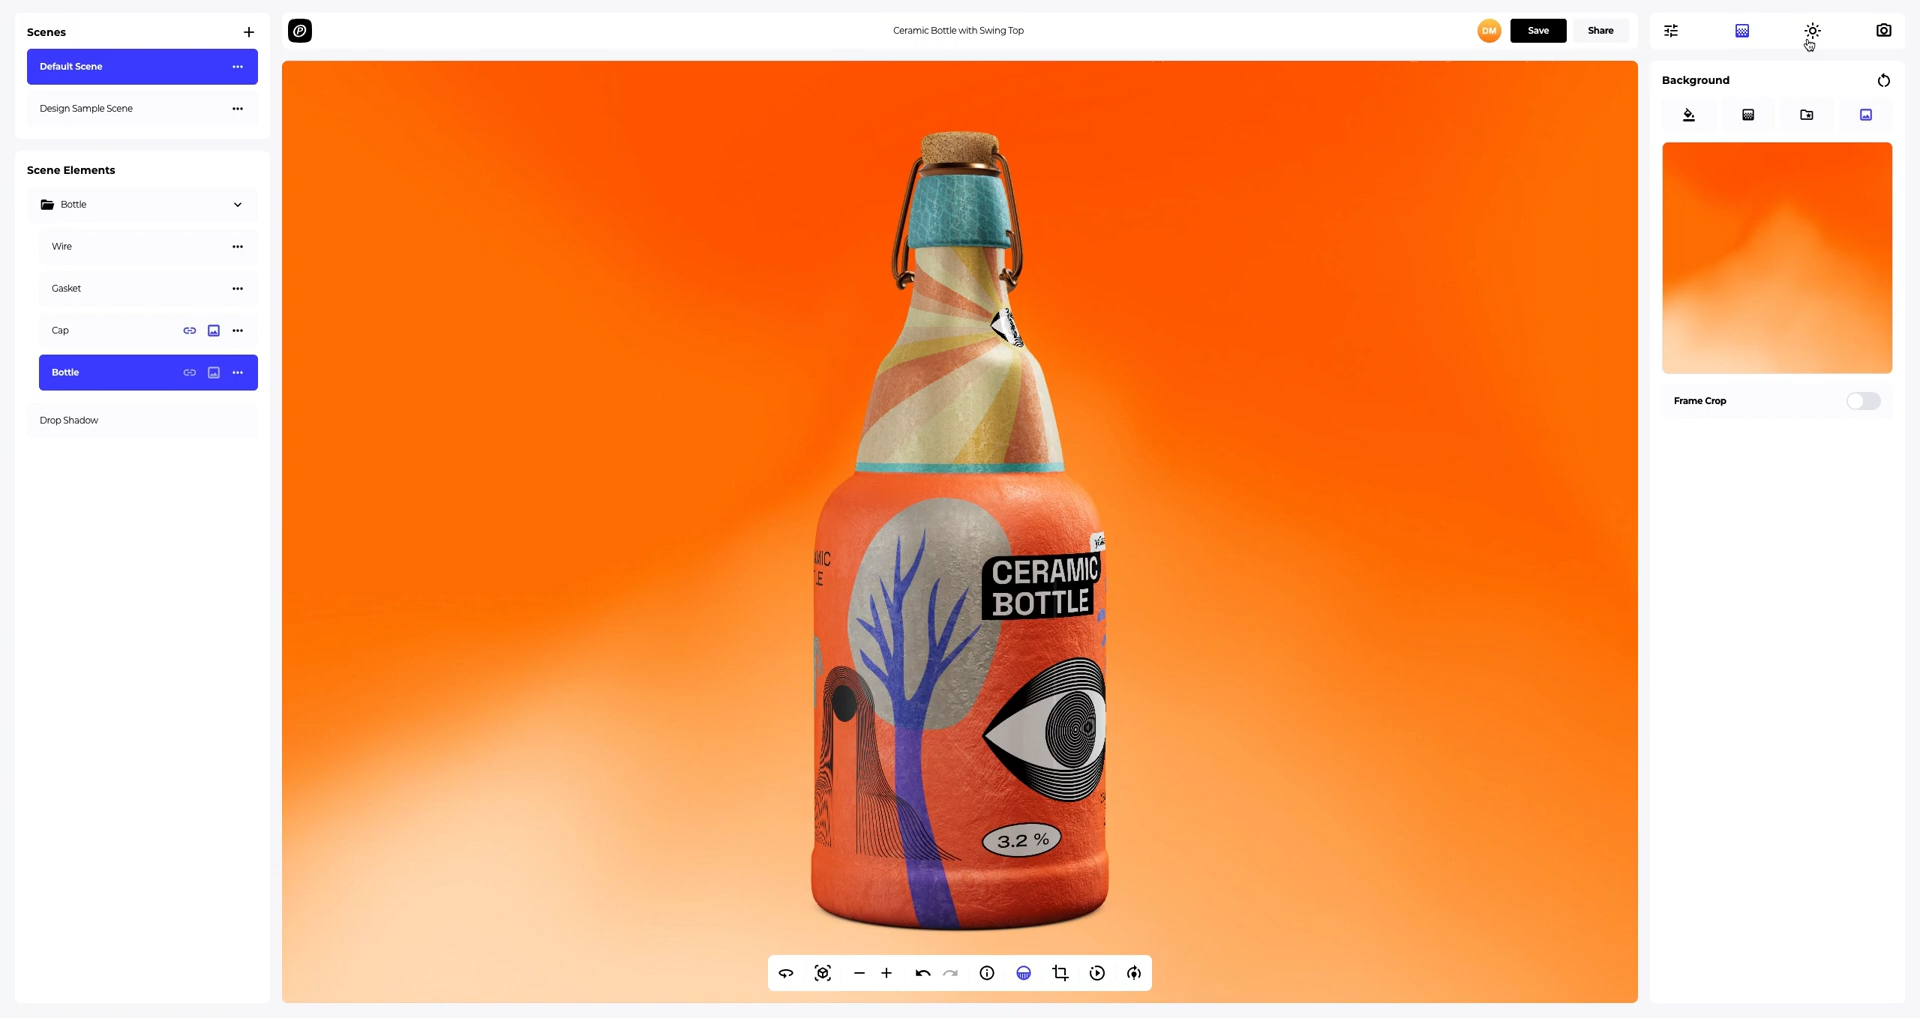 Scenes
Default Scene
Design Sample Scene
Scene Elements
Bottle
Wire
Gasket
Cap
Bottle
Drop Shadow
Ceramic Bottle with Swing Top
DM
Save
Share
CERAMIC
BOTTLE
3.2 %
Background
Frame Crop